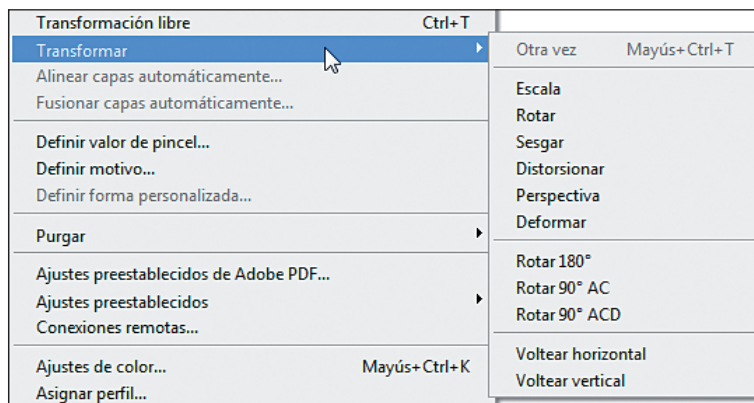 Transformación libre Ctrl+T
Transformar
Alinear capas automáticamente...
Fusionar capas automáticamente...
Definir valor de pincel...
Definir motivo...
Definir forma personalizada...
Purgar
Ajustes preestablecidos de Adobe PDF...
Ajustes preestablecidos
Conexiones remotas...
Ajustes de color... Mayús+Ctrl+K
Asignar perfil...
Otra vez Mayús+Ctrl+T
Escala
Rotar
Sesgar
Distorsionar
Perspectiva
Deformar
Rotar 180°
Rotar 90° AC
Rotar 90° ACD
Voltear horizontal
Voltear vertical